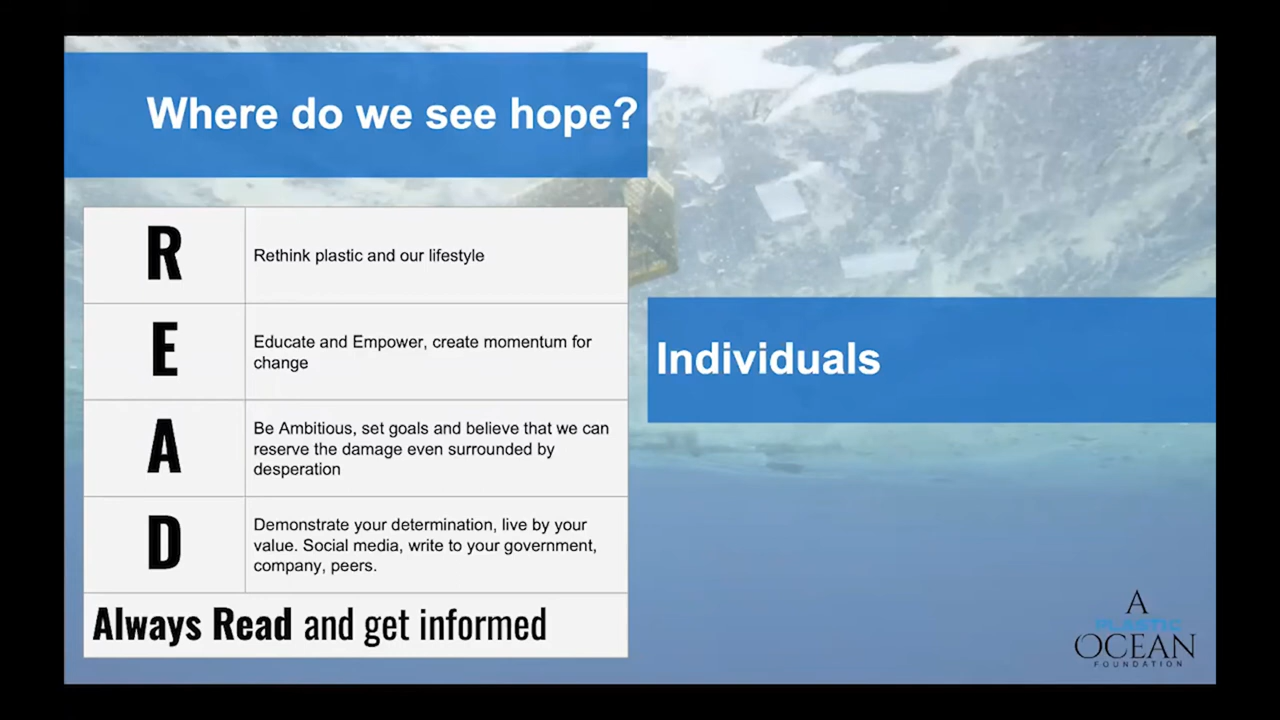 Where do we see hope?
R
Rethink plastic and our lifestyle
E
Educate and Empower, create momentum for
change
A
Be Ambitious, set goals and believe that we can
reserve the damage even surrounded by
desperation
D
Demonstrate your determination, live by your
value. Social media, write to your government,
company, peers.
Always Read and get informed
Individuals
A
PLASTIC
OCEAN
FOUNDATION